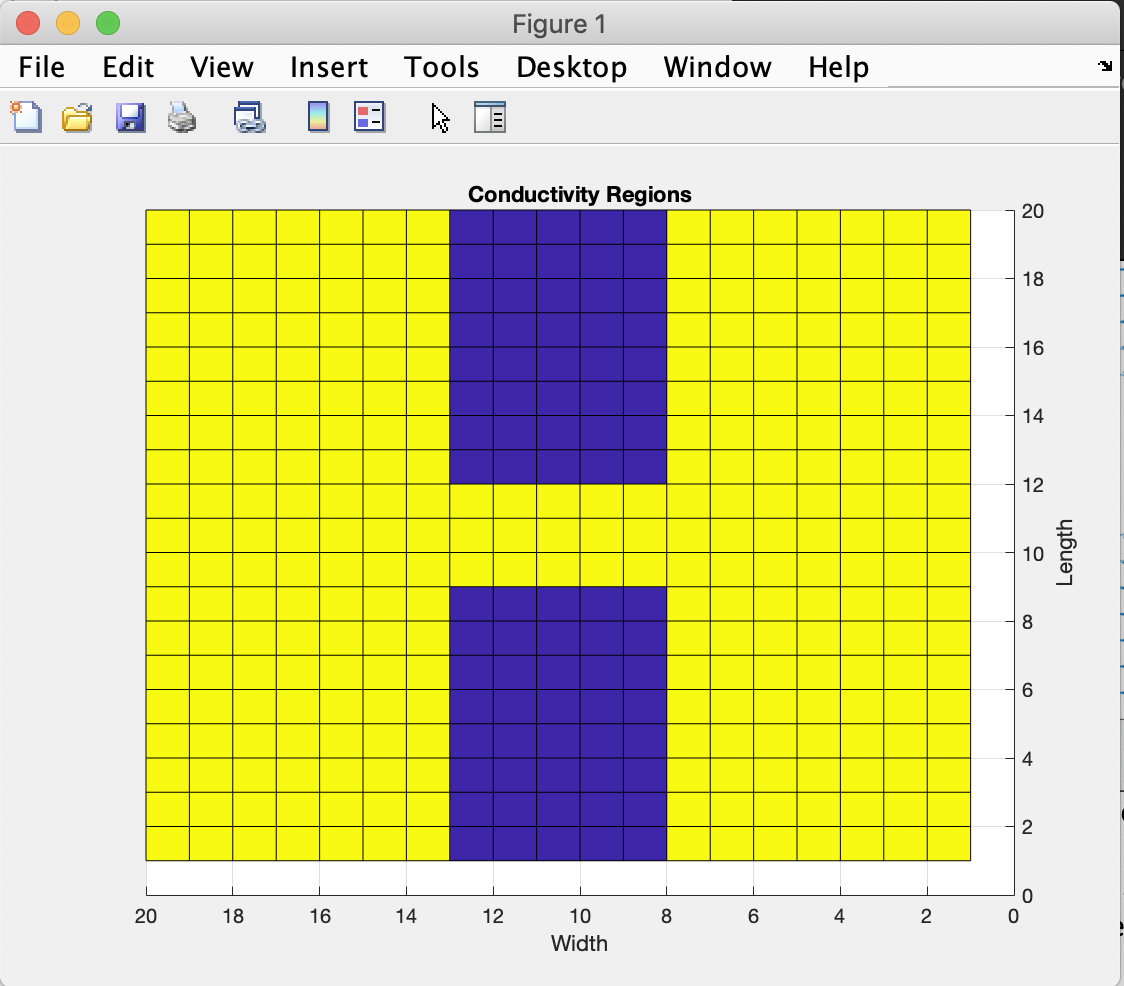 Figure 1
File Edit View Insert Tools Desktop Window Help
Conductivity Regions
20
18
16
14
12
10
8
6
4
2
0
Length
20 18 16 14 12 10 8 6 4 2 0
Width